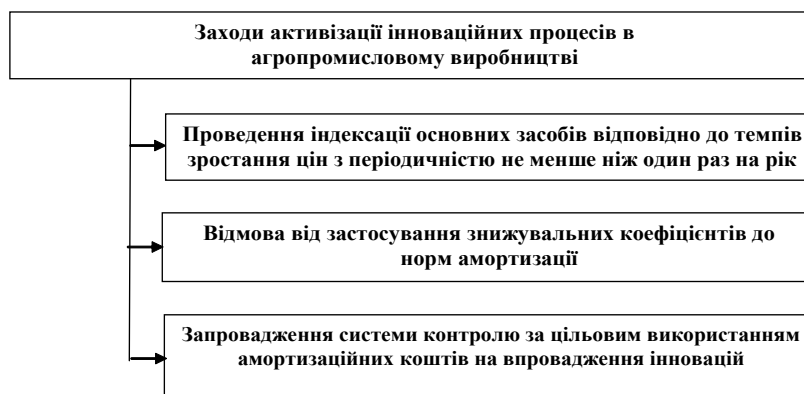 Заходи активізації інноваційних процесів в
агропромисловому виробництві
Проведення індексації основних засобів відповідно до темпів
зростання цін з періодичністю не менше ніж один раз на рік
Відмова від застосування знижувальних коефіцієнтів до
норм амортизації
Запровадження системи контролю за цільовим використанням
амортизаційних коштів на впровадження інновацій